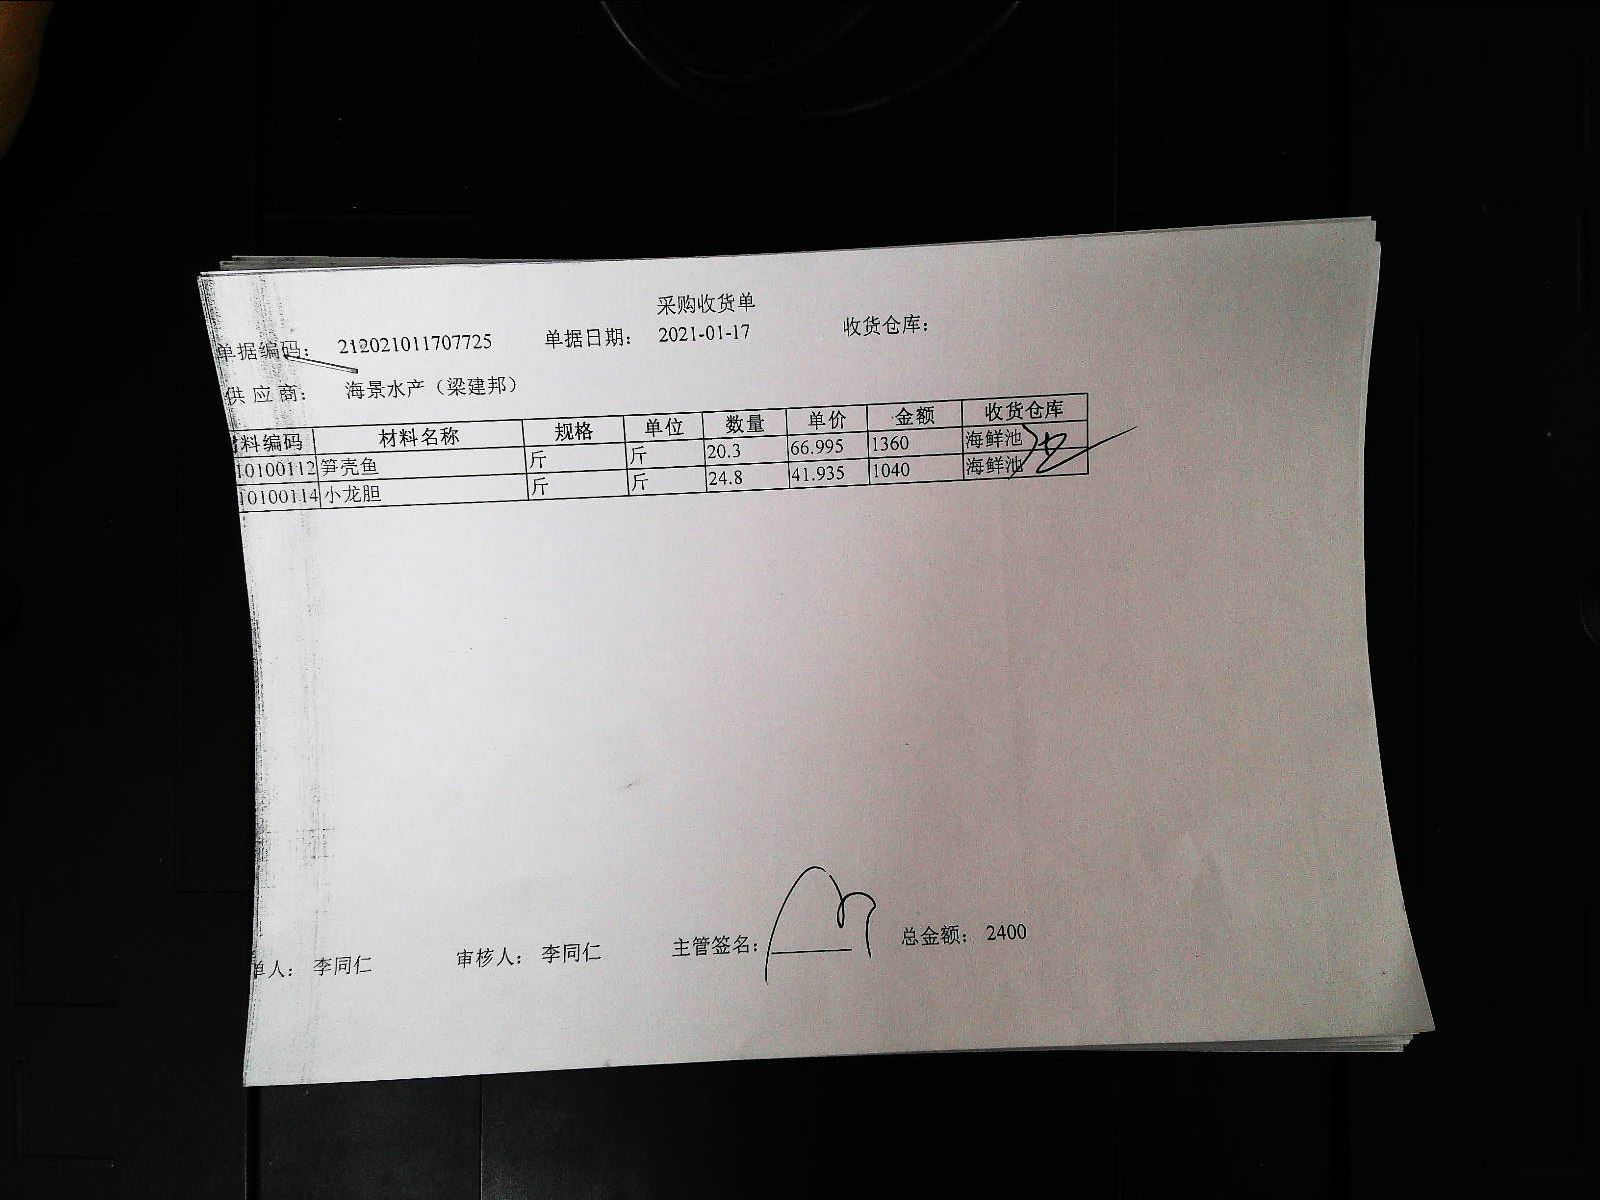 采购收货单
单据编码: 212021011707725 单据日期: 2021-01-17 收货仓库:
供应商: 海景水产(梁建邦)
料编码 材料名称 规格 单位 数量 单价 金额 收货仓库
10100112 笋壳鱼 斤 斤 20.3 66.995 1360 海鲜池
10100114 小龙胆 斤 斤 24.8 41.935 1040 海鲜池
单人: 李同仁 审核人: 李同仁 主管签名: 总金额: 2400